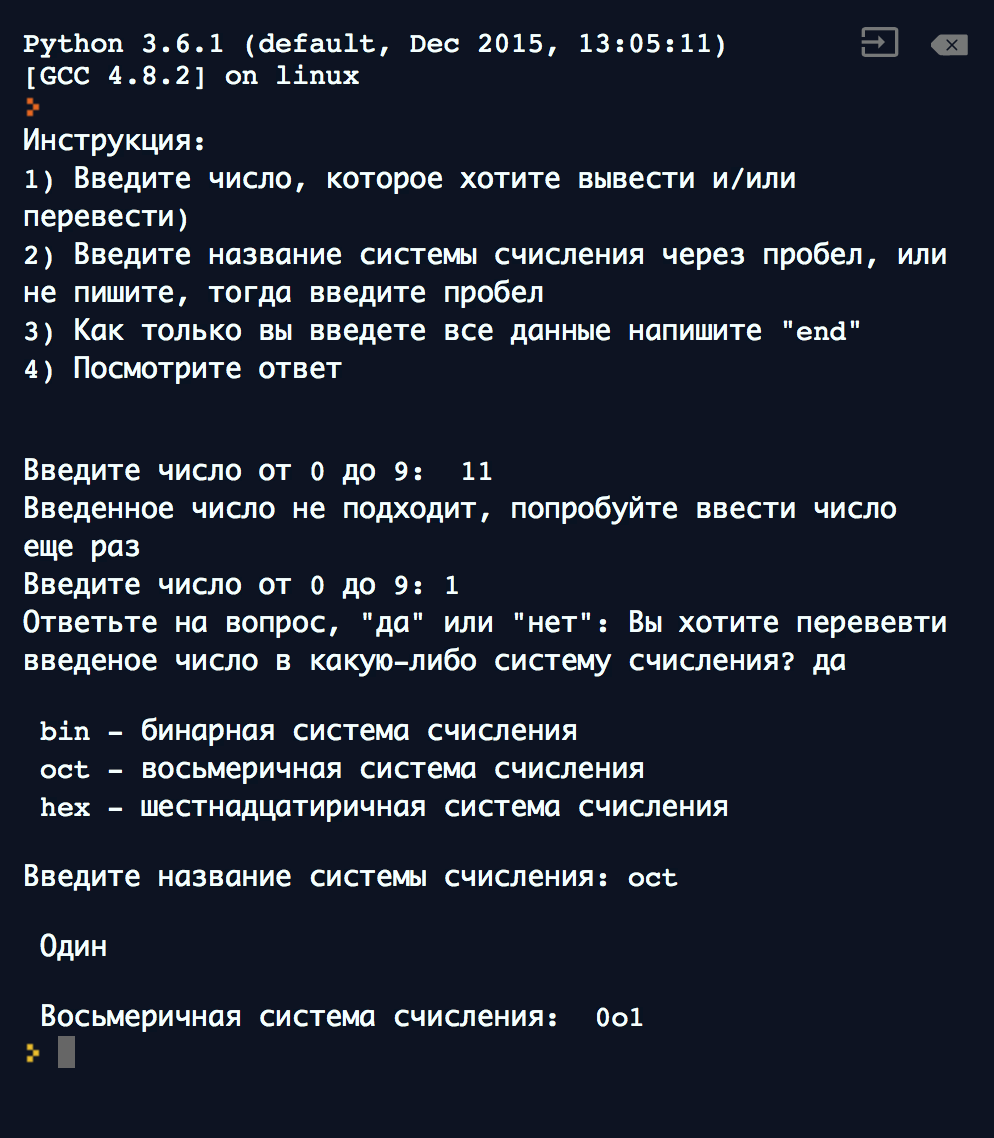 Python 3.6.1 (default, Dec 2015, 13:05:11)
[GCC 4.8.2] on linux
Инструкция:
1) Введите число, которое хотите вывести и/или
перевести)
2) Введите название системы счисления через пробел, или
не пишите, тогда введите пробел
3) Как только вы введете все данные напишите "end"
4) Посмотрите ответ
Введите число от 0 до 9:  11
Введенное число не подходит, попробуйте ввести число
еще раз
Введите число от 0 до 9: 1
Ответьте на вопрос, "да" или "нет": Вы хотите перевевти
введеное число в какую-либо систему счисления? да
bin – бинарная система счисления
oct – восьмеричная система счисления
hex – шестнадцатиричная система счисления
Введите название системы счисления: oct
Один
Восьмеричная система счисления:  0o1